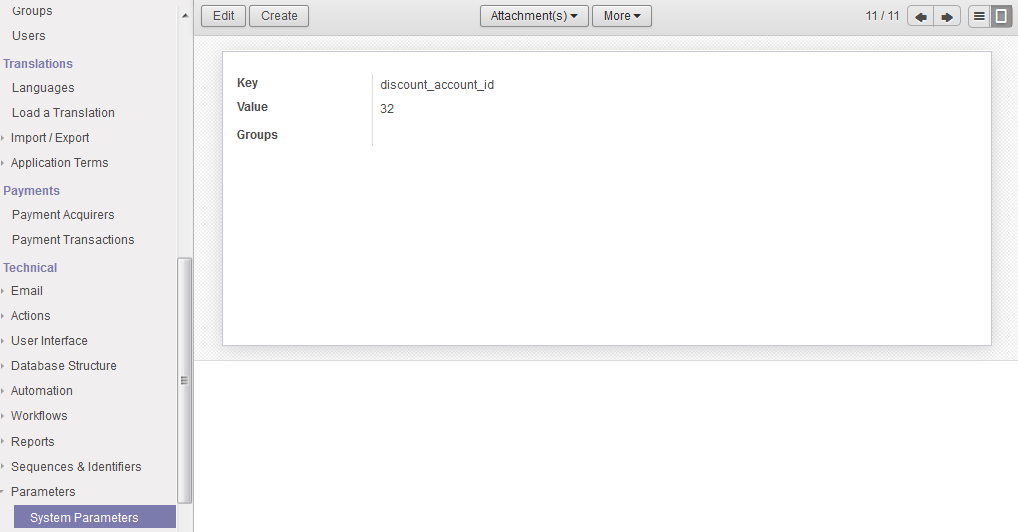 Groups
Users
Translations
Languages
Load a Translation
Import / Export
Application Terms
Payments
Payment Acquirers
Payment Transactions
Technical
Email
Actions
User Interface
Database Structure
Automation
Workflows
Reports
Sequences & Identifiers
Parameters
System Parameters
Edit Create Attachment(s) More 11 / 11
Key discount_account_id
Value 32
Groups